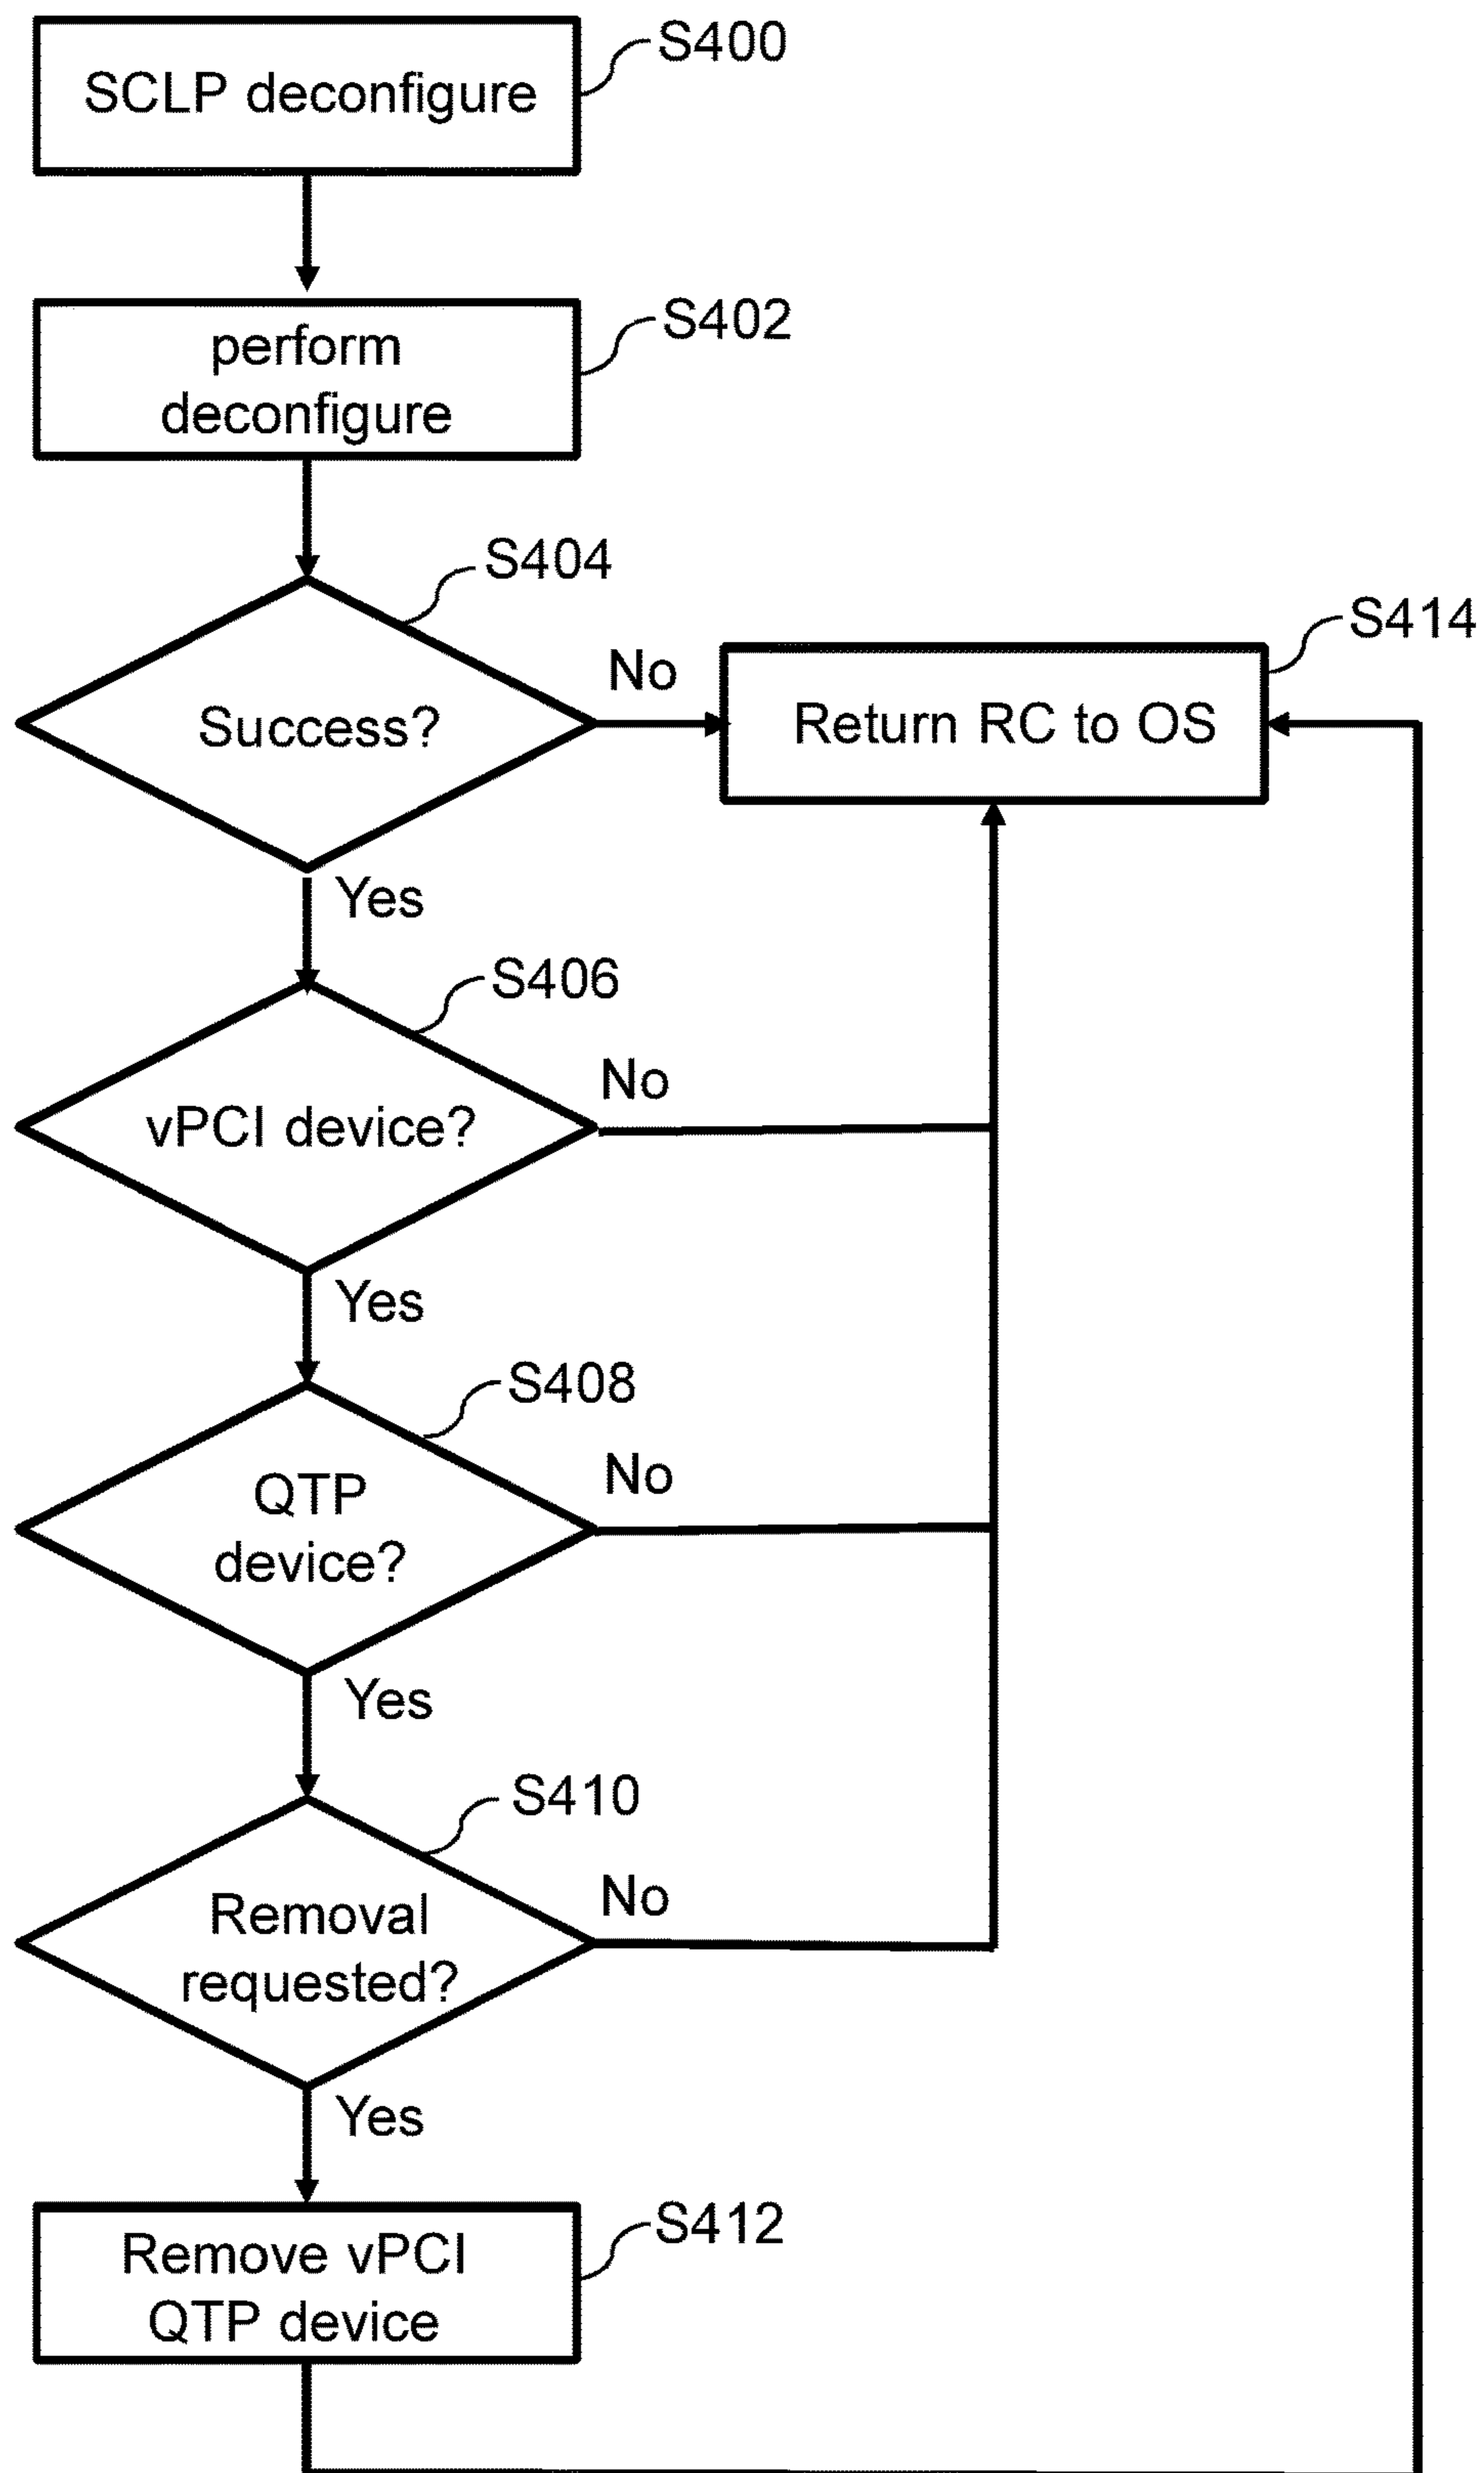 SCLP deconfigure
S400
perform
deconfigure
S402
Success?
S404
No
Return RC to OS
S414
Yes
vPCI device?
S406
No
Yes
QTP
device?
S408
No
Yes
Removal
requested?
S410
No
Yes
Remove vPCI
QTP device
S412